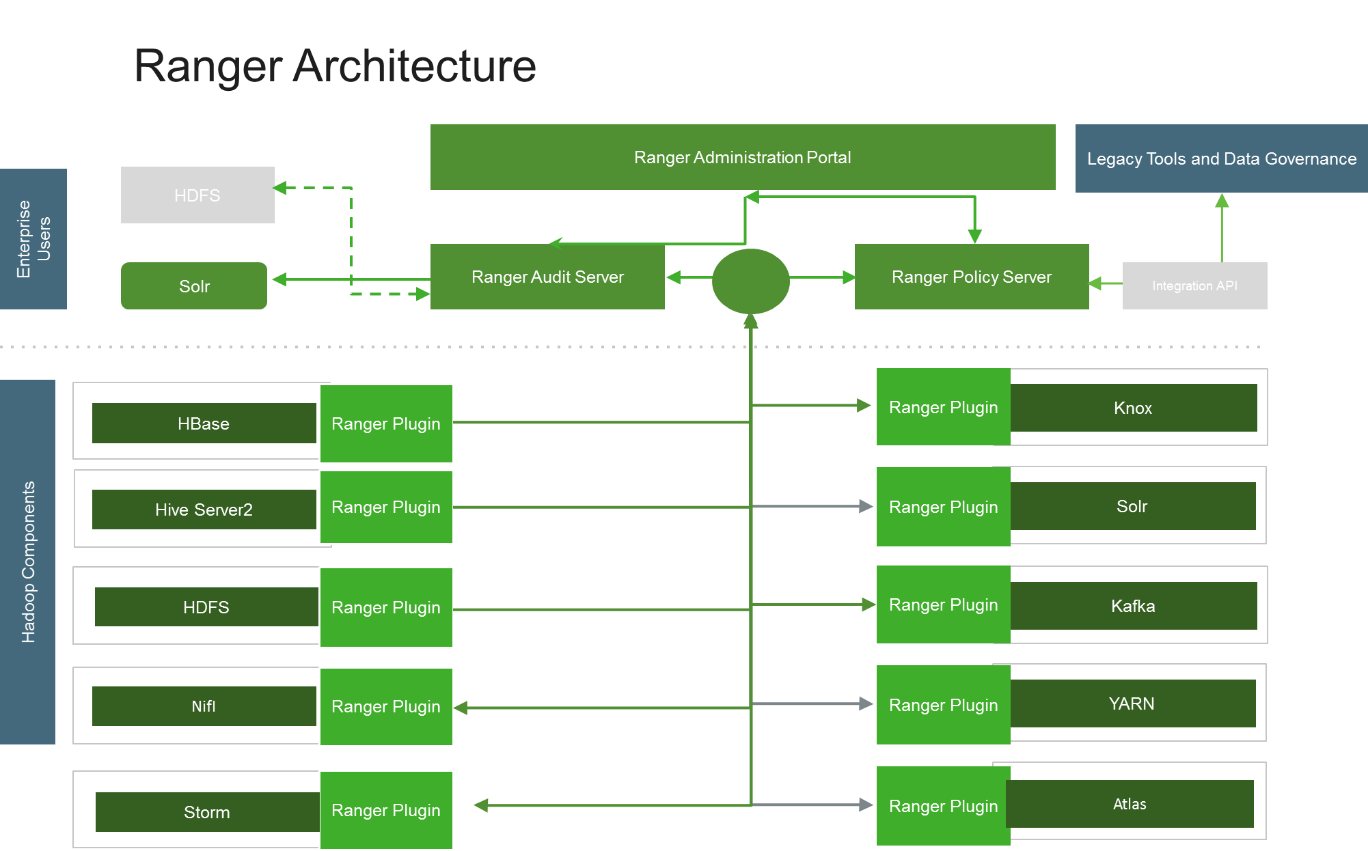 Ranger Architecture
Ranger Administration Portal
Legacy Tools and Data Governance
Enterprise
Users
HDFS
Solr
Ranger Audit Server
Ranger Policy Server
Integration API
Hadoop Components
HBase
Ranger Plugin
Ranger Plugin
Knox
Hive Server2
Ranger Plugin
Ranger Plugin
Solr
HDFS
Ranger Plugin
Ranger Plugin
Kafka
NifI
Ranger Plugin
Ranger Plugin
YARN
Storm
Ranger Plugin
Ranger Plugin
Atlas